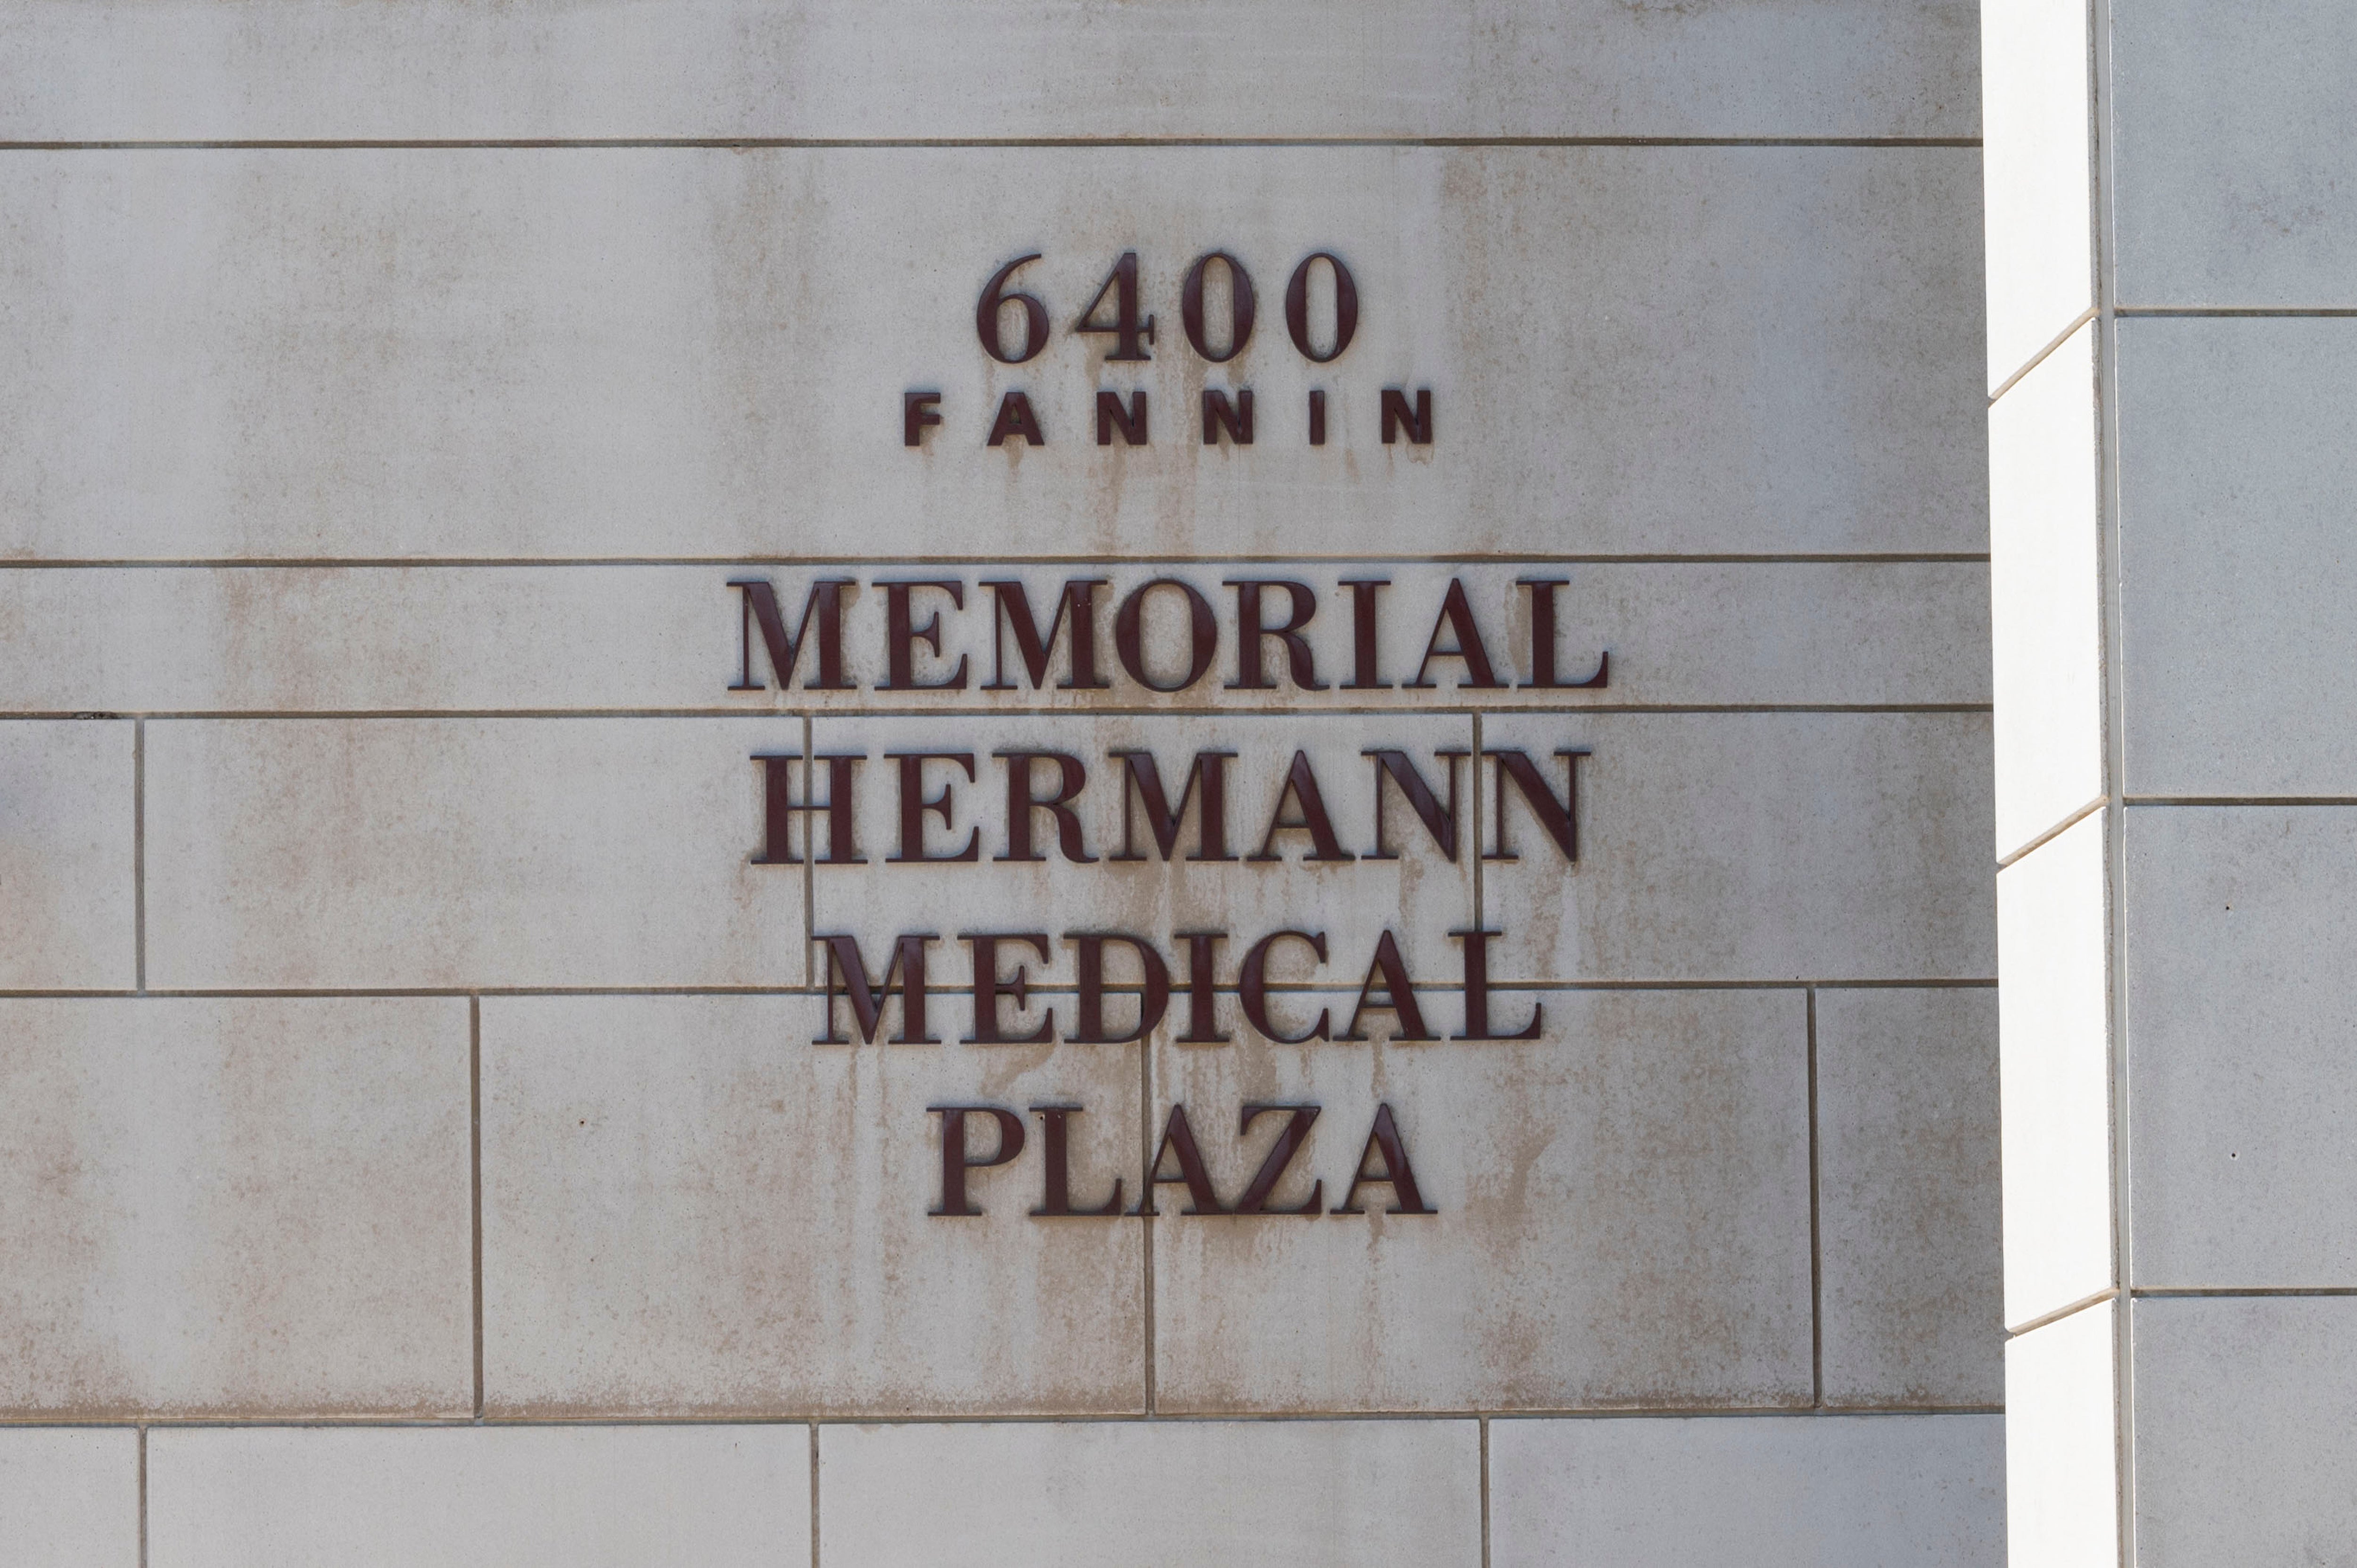 6400
FANNIN
MEMORIAL
HERMANN
MEDICAL
PLAZA